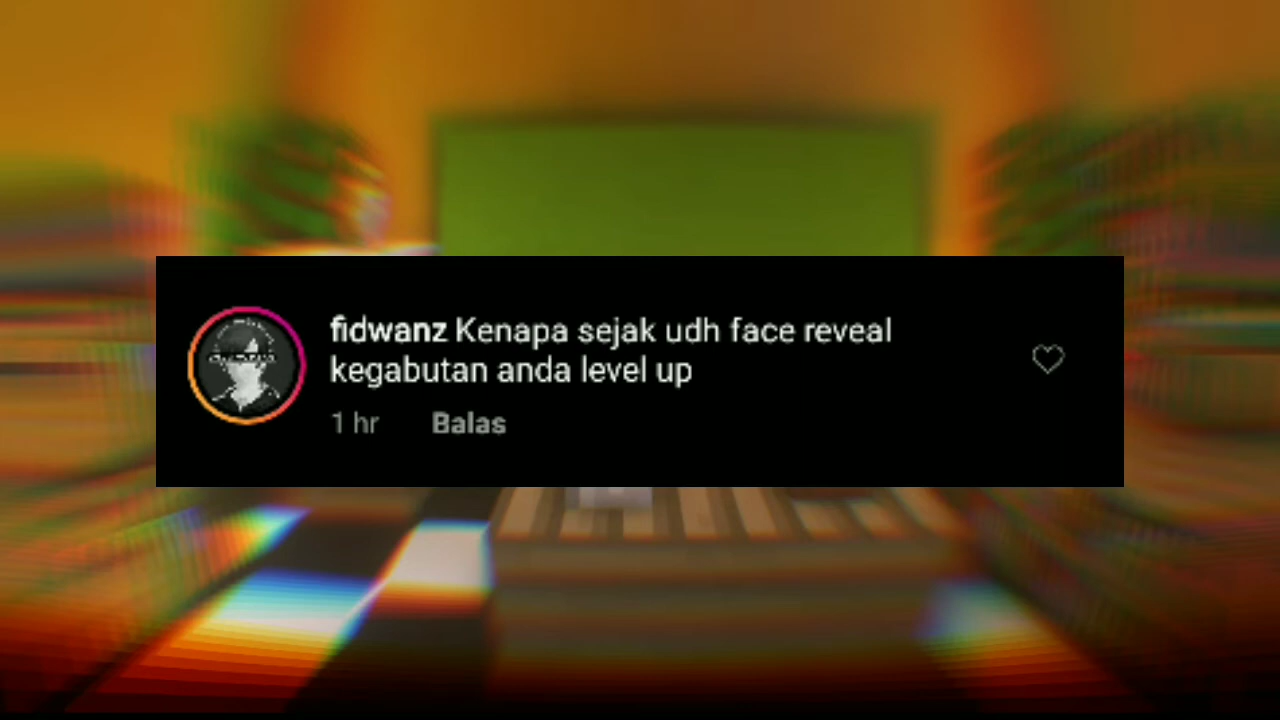 fidwanz Kenapa sejak udh face reveal
kegabutan anda level up
1 hr Balas